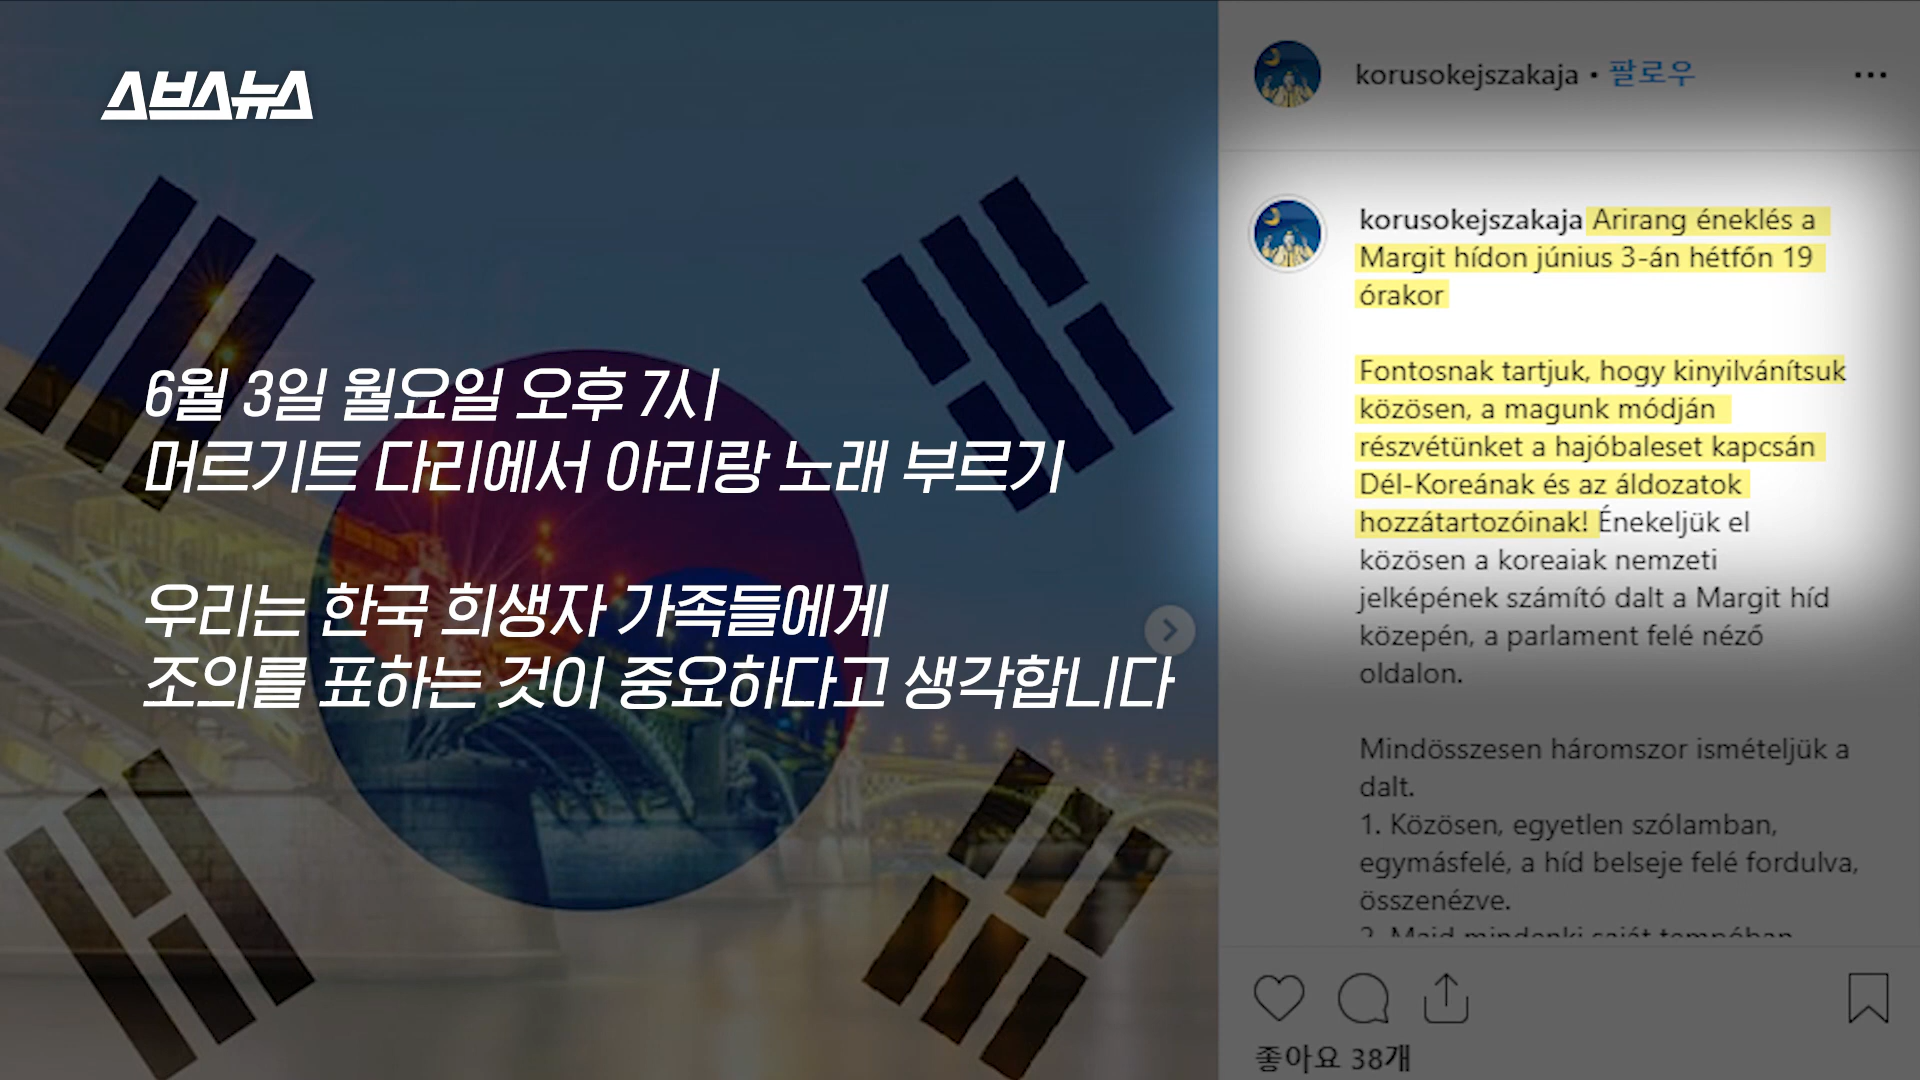 스브스뉴스
6월 3일 월요일 오후 7시
머르기트 다리에서 아리랑 노래 부르기
우리는 한국 희생자 가족들에게
조의를 표하는 것이 중요하다고 생각합니다
korusokejszakaja • 팔로우
korusokejszakaja Arirang éneklés a
Margit hídon június 3-án hétfőn 19
órakor
Fontosnak tartjuk, hogy kinyilvánítsuk
közösen, a magunk módján
részvétünket a hajóbaleset kapcsán
Dél-Koreának és az áldozatok
hozzátartozóinak! Énekeljük el
közösen a koreaiak nemzeti
jelképének számító dalt a Margit híd
közepén, a parlament felé néző
oldalon.
Mindösszesen háromszor ismételjük a
dalt.
1. Közösen, egyetlen szólamban,
egymásfelé, a híd belseje felé fordulva,
összenézve.
2. Majd mindenki saját tempóban
좋아요 38개